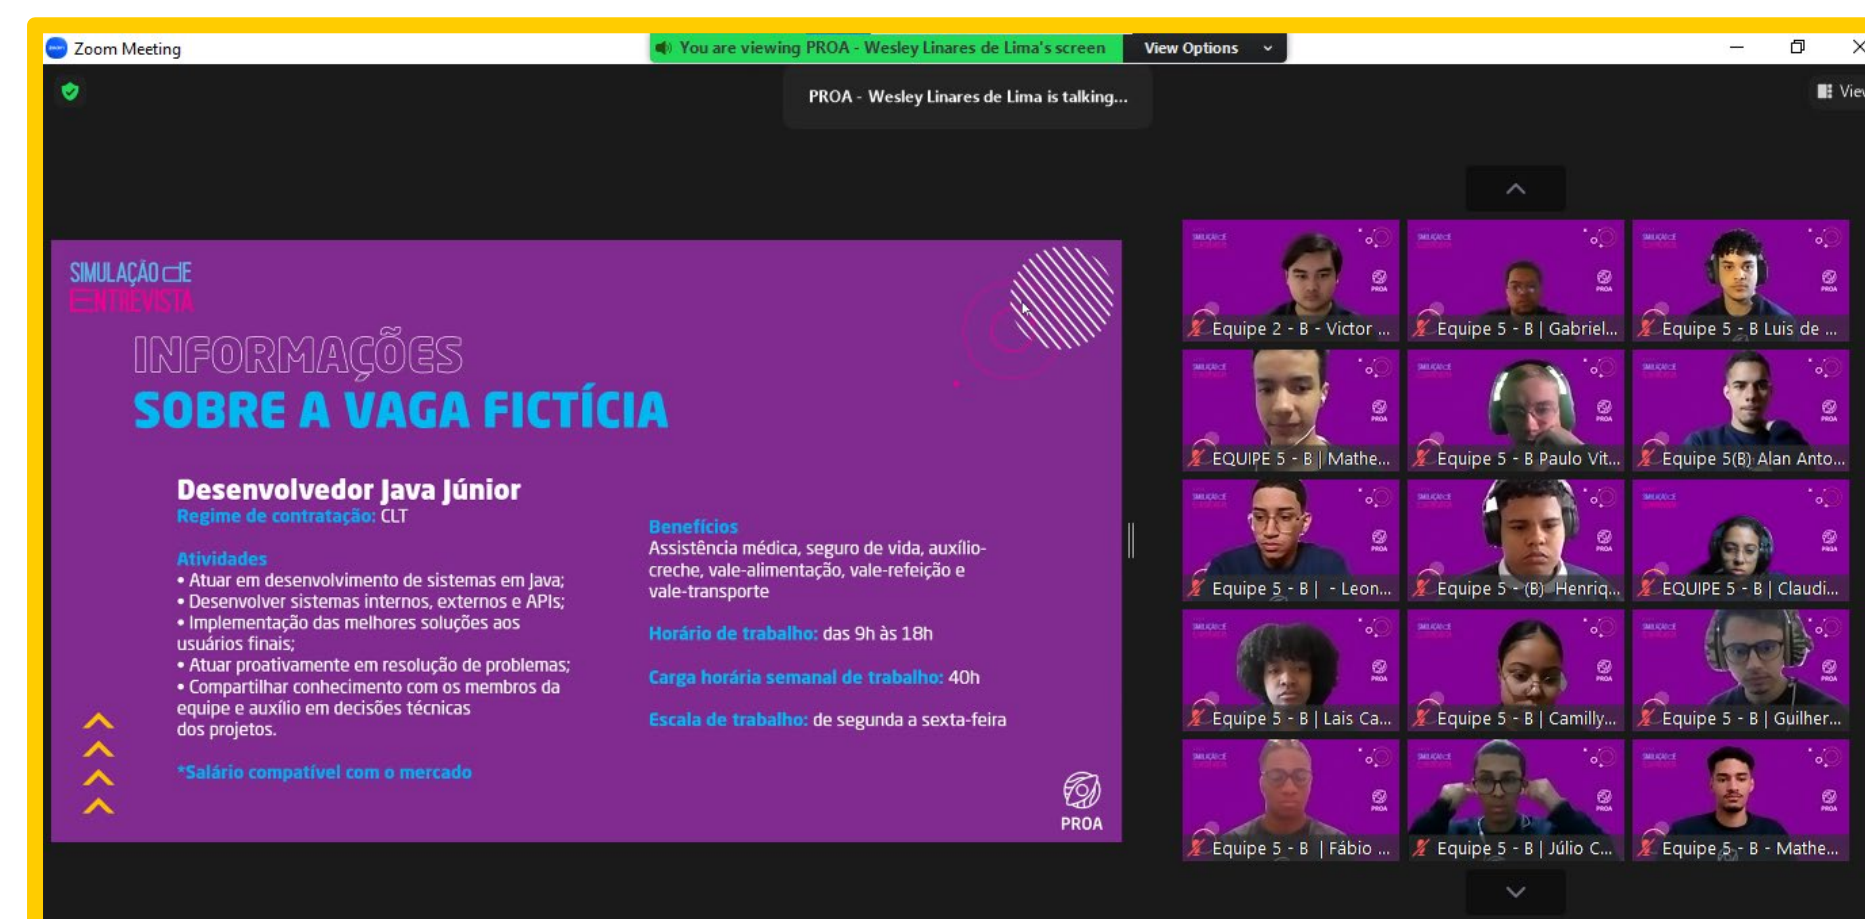 Zoom Meeting
You are viewing PROA - Wesley Linares de Lima's screen
View Options
PROA - Wesley Linares de Lima is talking...
View
SIMULAÇÃO DE
ENTREVISTA
INFORMAÇÕES
SOBRE A VAGA FICTÍCIA
Desenvolvedor Java Júnior
Regime de contratação: CLT
Atividades
• Atuar em desenvolvimento de sistemas em Java;
• Desenvolver sistemas internos, externos e APIs;
• Implementação das melhores soluções aos
usuários finais;
• Atuar proativamente em resolução de problemas;
• Compartilhar conhecimento com os membros da
equipe e auxílio em decisões técnicas
dos projetos.
*Salário compatível com o mercado
Benefícios
Assistência médica, seguro de vida, auxílio-
creche, vale-alimentação, vale-refeição e
vale-transporte
Horário de trabalho: das 9h às 18h
Carga horária semanal de trabalho: 40h
Escala de trabalho: de segunda a sexta-feira
PROA
Equipe 2 - B - Victor ...
Equipe 5 - B | Gabriel...
Equipe 5 - B Luis de ...
EQUIPE 5 - B | Mathe...
Equipe 5 - B Paulo Vit...
Equipe 5(B) Alan Anto...
Equipe 5 - B | - Leon...
Equipe 5 - (B) Henriq...
EQUIPE 5 - B | Claudi...
Equipe 5 - B | Lais Ca...
Equipe 5 - B | Camilly...
Equipe 5 - B | Guilher...
Equipe 5 - B | Fábio ...
Equipe 5 - B | Júlio C...
Equipe 5 - B - Mathe...